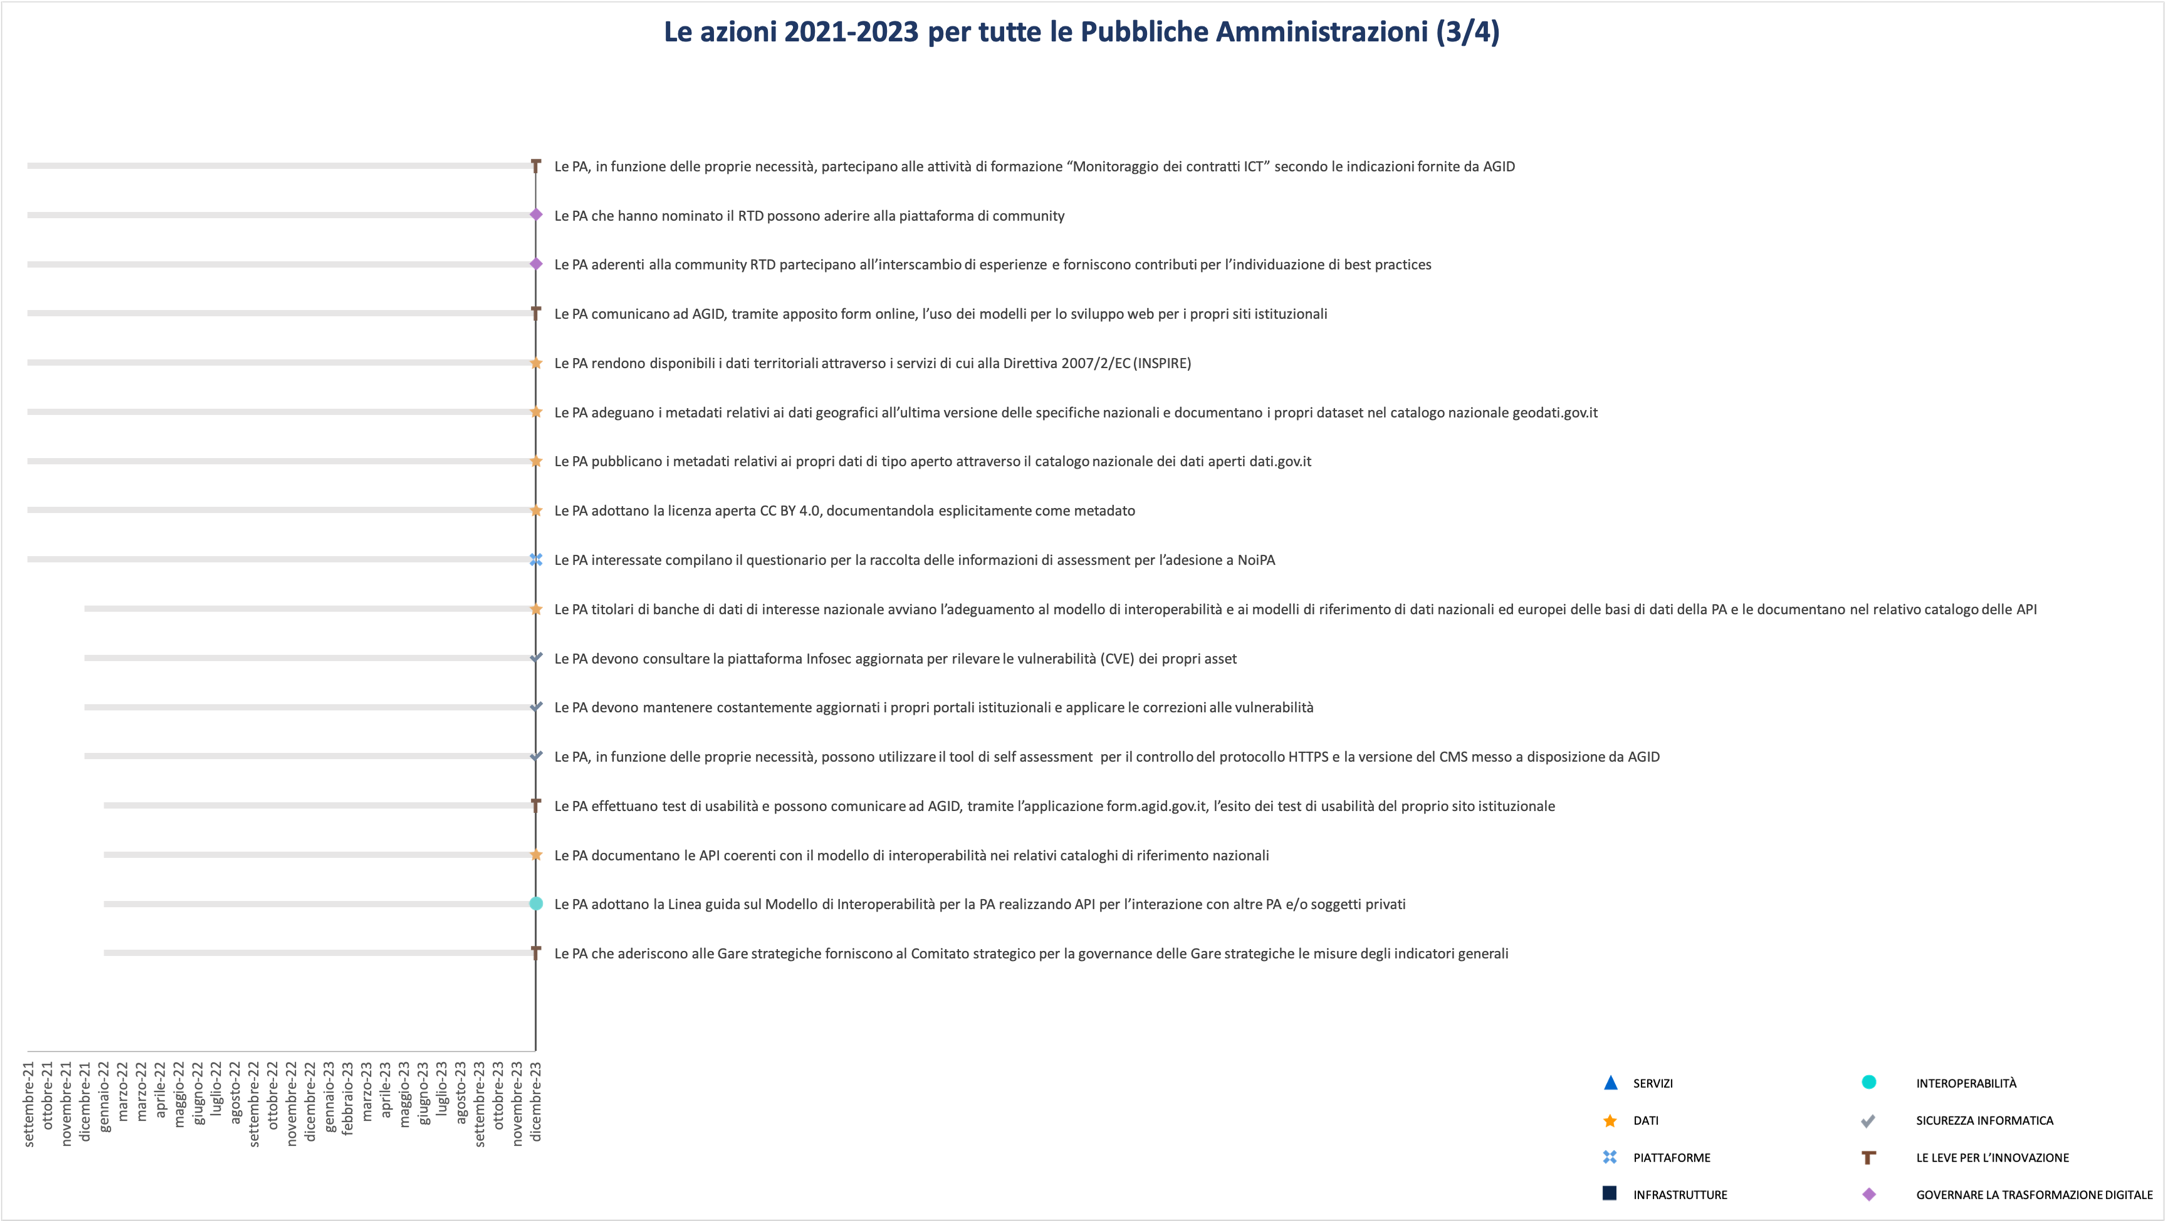 Le azioni 2021-2023 per tutte le Pubbliche Amministrazioni (3/4)
Le PA, in funzione delle proprie necessità, partecipano alle attività di formazione “Monitoraggio dei contratti ICT” secondo le indicazioni fornite da AGID
Le PA che hanno nominato il RTD possono aderire alla piattaforma di community
Le PA aderenti alla community RTD partecipano all’interscambio di esperienze e forniscono contributi per l’individuazione di best practices
Le PA comunicano ad AGID, tramite apposito form online, l’uso dei modelli per lo sviluppo web per i propri siti istituzionali
Le PA rendono disponibili i dati territoriali attraverso i servizi di cui alla Direttiva 2007/2/EC (INSPIRE)
Le PA adeguano i metadati relativi ai dati geografici all’ultima versione delle specifiche nazionali e documentano i propri dataset nel catalogo nazionale geodati.gov.it
Le PA pubblicano i metadati relativi ai propri dati di tipo aperto attraverso il catalogo nazionale dei dati aperti dati.gov.it
Le PA adottano la licenza aperta CC BY 4.0, documentandola esplicitamente come metadato
Le PA interessate compilano il questionario per la raccolta delle informazioni di assessment per l’adesione a NoiPA
Le PA titolari di banche di dati di interesse nazionale avviano l’adeguamento al modello di interoperabilità e ai modelli di riferimento di dati nazionali ed europei delle basi di dati della PA e le documentano nel relativo catalogo delle API
Le PA devono consultare la piattaforma Infosec aggiornata per rilevare le vulnerabilità (CVE) dei propri asset
Le PA devono mantenere costantemente aggiornati i propri portali istituzionali e applicare le correzioni alle vulnerabilità
Le PA, in funzione delle proprie necessità, possono utilizzare il tool di self assessment per il controllo del protocollo HTTPS e la versione del CMS messo a disposizione da AGID
Le PA effettuano test di usabilità e possono comunicare ad AGID, tramite l’applicazione form.agid.gov.it, l’esito dei test di usabilità del proprio sito istituzionale
Le PA documentano le API coerenti con il modello di interoperabilità nei relativi cataloghi di riferimento nazionali
Le PA adottano la Linea guida sul Modello di Interoperabilità per la PA realizzando API per l’interazione con altre PA e/o soggetti privati
Le PA che aderiscono alle Gare strategiche forniscono al Comitato strategico per la governance delle Gare strategiche le misure degli indicatori generali
settembre-21
ottobre-21
novembre-21
dicembre-21
gennaio-22
marzo-22
marzo-22
aprile-22
maggio-22
giugno-22
luglio-22
agosto-22
settembre-22
ottobre-22
novembre-22
dicembre-22
gennaio-23
febbraio-23
marzo-23
aprile-23
maggio-23
giugno-23
luglio-23
agosto-23
settembre-23
ottobre-23
novembre-23
dicembre-23
SERVIZI
DATI
PIATTAFORME
INFRASTRUTTURE
INTEROPERABILITÀ
SICUREZZA INFORMATICA
LE LEVE PER L’INNOVAZIONE
GOVERNARE LA TRASFORMAZIONE DIGITALE